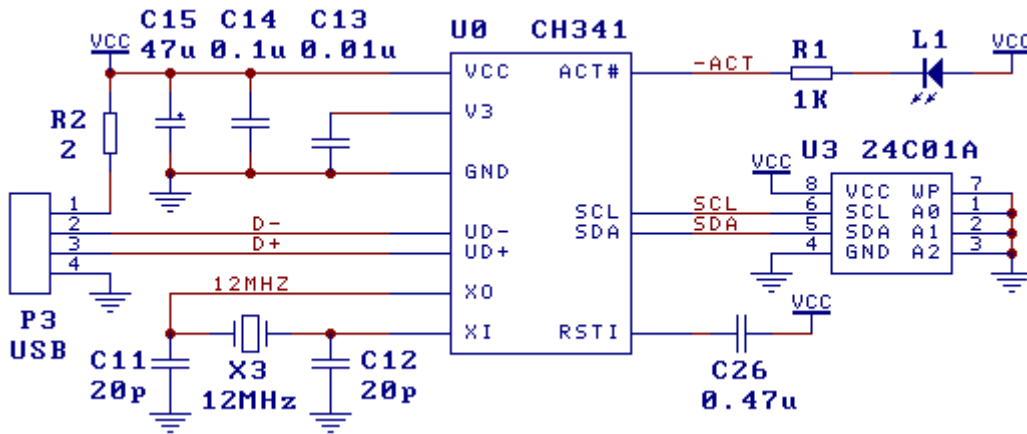 C15 C14 C13
47u 0.1u 0.01u
VCC
U0 CH341
VCC ACT#
V3
GND
SCL
UD- SDA
UD+
X0
XI RSTI
-ACT
R1
1K
L1
VCC
R2
2
U3 24C01A
VCC
8 VCC WP 7
6 SCL A0 1
5 SDA A1 2
4 GND A2 3
SCL
SDA
1
2
3
4
D-
D+
P3
USB
12MHZ
C11
20p
X3
12MHz
C12
20p
VCC
C26
0.47u